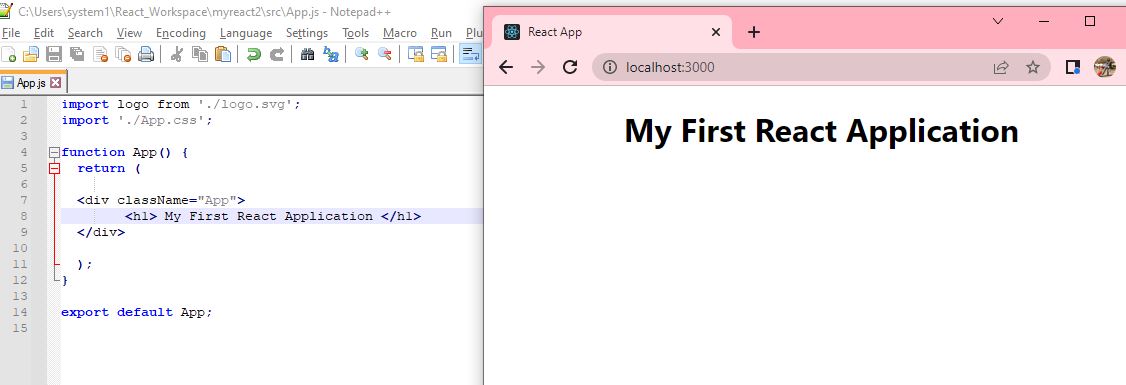 C:\Users\system1\React_Workspace\myreact2\src\App.js - Notepad++
File Edit Search View Encoding Language Settings Tools Macro Run Plu
App.js
1 import logo from './logo.svg';
2 import './App.css';
3
4 function App() {
5 return (
6
7 <div className="App">
8 <h1> My First React Application </h1>
9 </div>
10
11 );
12 }
13
14 export default App;
15
React App
localhost:3000
My First React Application